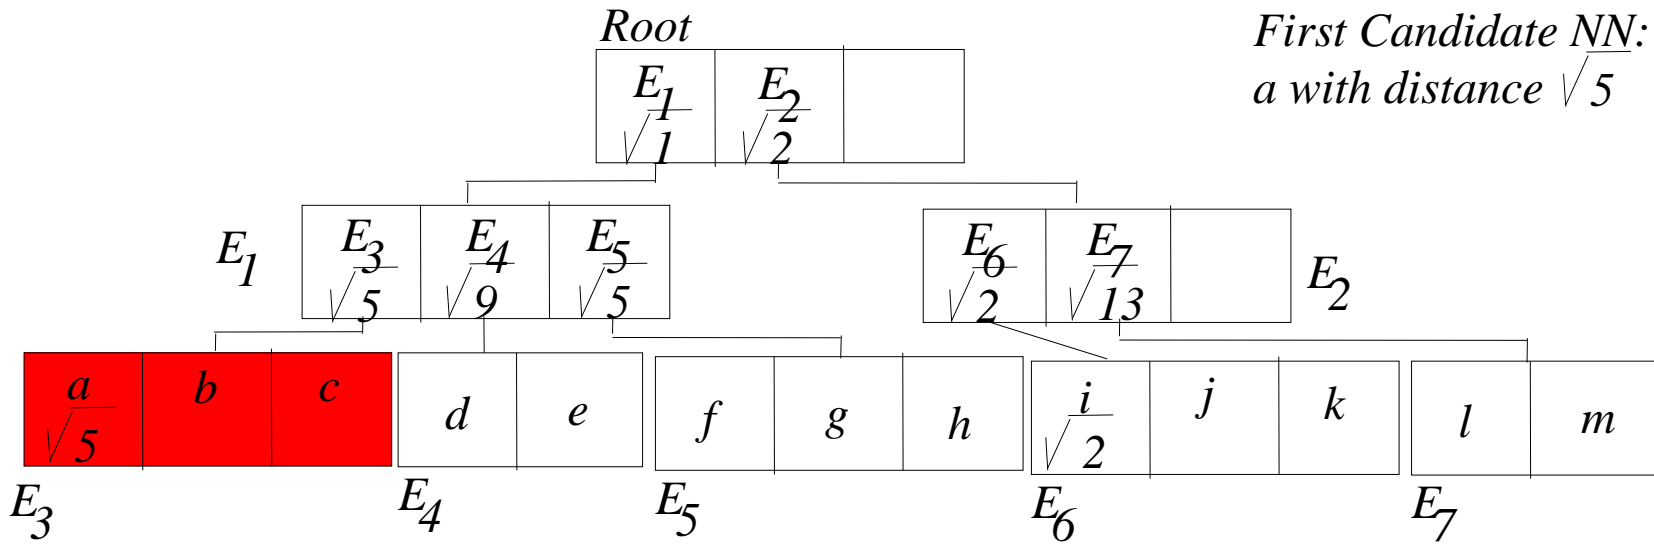 Root
First Candidate NN:
a with distance √5
E1 E2
√1 √2
E1
E3 E4 E5
√5 √9 √5
E6 E7
√2 √13
E2
a b c
√5
d e
f g h
i j k
√2
l m
E3 E4 E5 E6 E7